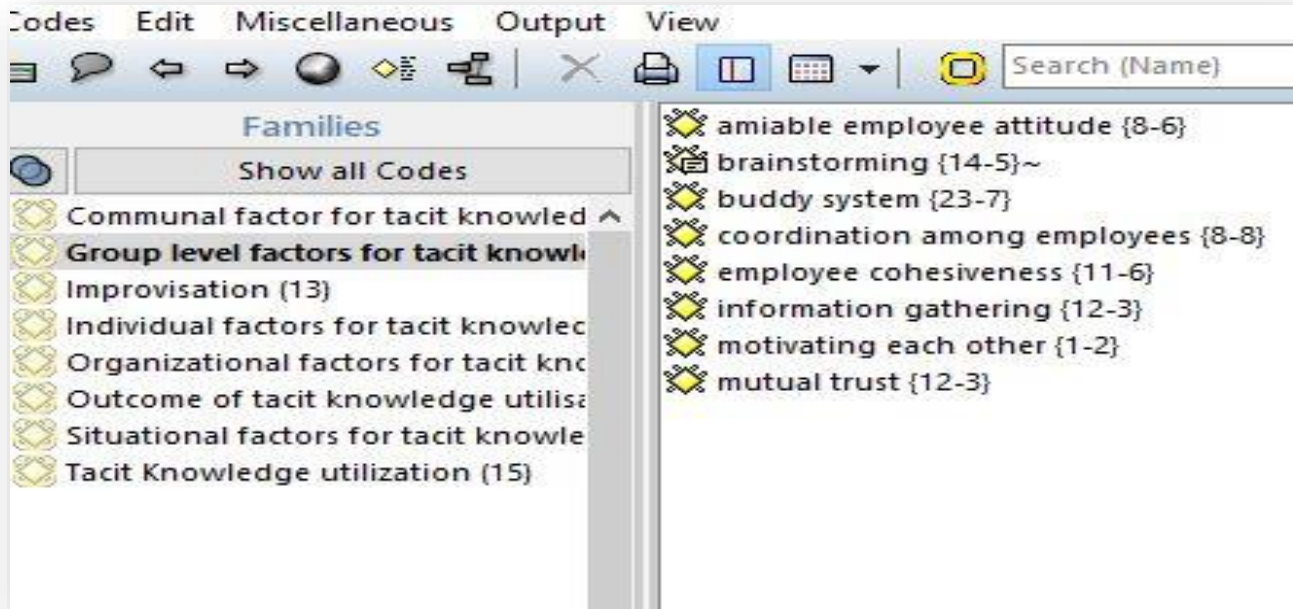 Codes Edit Miscellaneous Output View
Search (Name)
Families
Show all Codes
Communal factor for tacit knowled
Group level factors for tacit knowl
Improvisation (13)
Individual factors for tacit knowlec
Organizational factors for tacit knc
Outcome of tacit knowledge utilisa
Situational factors for tacit knowle
Tacit Knowledge utilization (15)
amiable employee attitude {8-6}
brainstorming {14-5}~
buddy system {23-7}
coordination among employees {8-8}
employee cohesiveness {11-6}
information gathering {12-3}
motivating each other {1-2}
mutual trust {12-3}